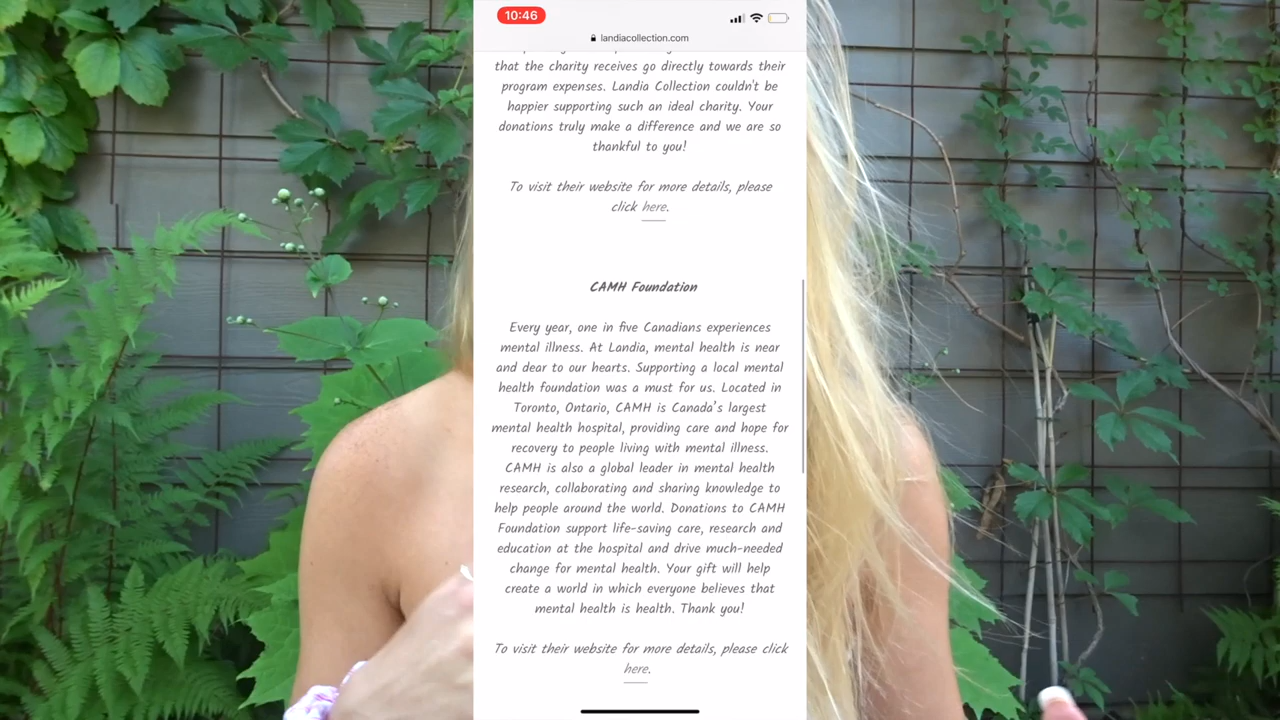 10:46
landiacollection.com
that the charity receives go directly towards their
program expenses. Landia Collection couldn't be
happier supporting such an ideal charity. Your
donations truly make a difference and we are so
thankful to you!
To visit their website for more details, please
click here.
CAMH Foundation
Every year, one in five Canadians experiences
mental illness. At Landia, mental health is near
and dear to our hearts. Supporting a local mental
health foundation was a must for us. Located in
Toronto, Ontario, CAMH is Canada's largest
mental health hospital, providing care and hope for
recovery to people living with mental illness.
CAMH is also a global leader in mental health
research, collaborating and sharing knowledge to
help people around the world. Donations to CAMH
Foundation support life-saving care, research and
education at the hospital and drive much-needed
change for mental health. Your gift will help
create a world in which everyone believes that
mental health is health. Thank you!
To visit their website for more details, please click
here.